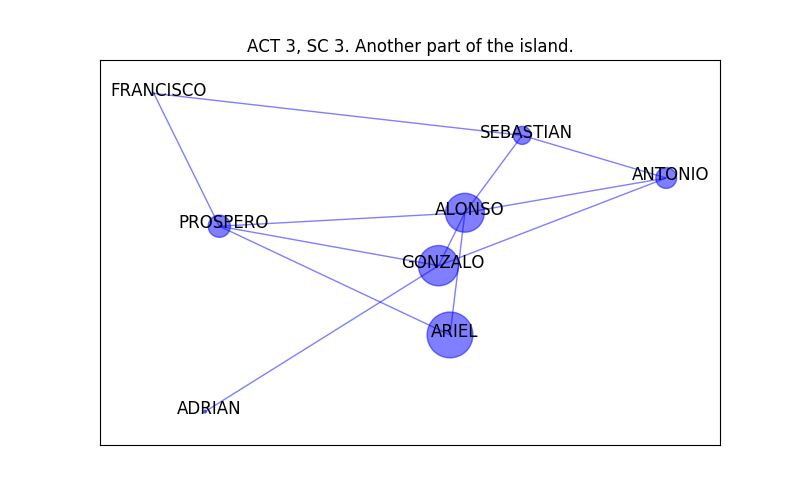 ACT 3, SC 3. Another part of the island.
FRANCISCO
SEBASTIAN
ANTONIO
ALONSO
PROSPERO
GONZALO
ARIEL
ADRIAN